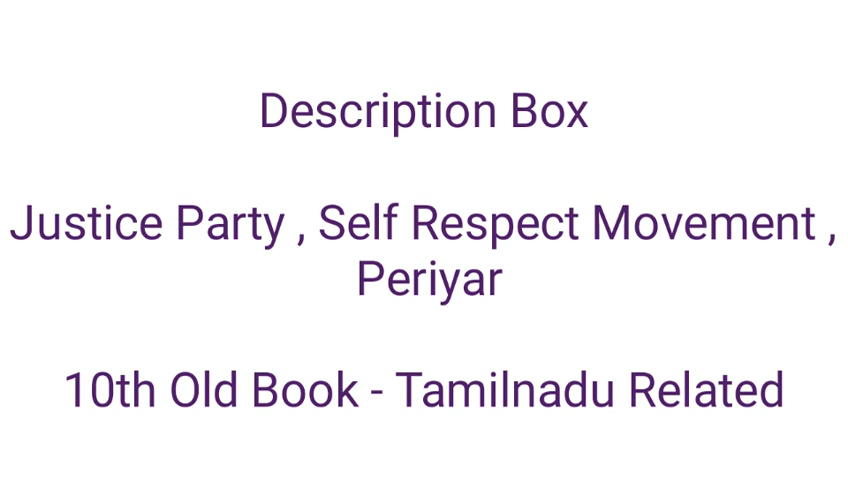 Description Box
Justice Party , Self Respect Movement ,
Periyar
10th Old Book - Tamilnadu Related